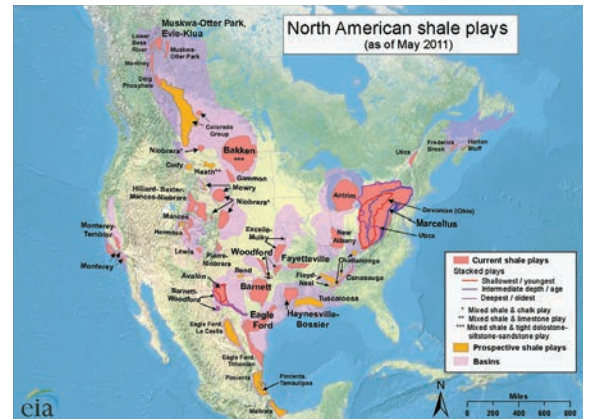 North American shale plays
(as of May 2011)
Muskwa-Otter Park,
Evie-Klua
Lower
Bess
River
Muskwa-
Otter Park
Montney
Doig
Phosphate
Colorado
Group
Niobrara*
Bakken
***
Cody
Heath**
Gammon
Mowry
Hilliard-Baxter-
Mancos-Niobrara
Niobrara*
Mancos
Hermosa
Lewis
Pierre-
Niobrara
Monterey-
Temblor
Monterey
Excello-
Mulky
Woodford
Fayetteville
Bend
Avalon
Barnett
Barnett-
Woodford
Floyd-
Neal
Chattanooga
Conasauga
Tuscaloosa
Haynesville-
Bossier
Eagle
Ford
Eagle Ford,
La Casita
Eagle Ford,
Tithonian
Pimienta
Pimienta,
Tamaulipas
Maltrata
Antrim
New
Albany
Devonian (Ohio)
Marcellus
Utica
Utica
Frederick
Brook
Horton
Bluff
Current shale plays
Stacked plays
Shallowest / youngest
Intermediate depth / age
Deepest / oldest
* Mixed shale & chalk play
** Mixed shale & limestone play
*** Mixed shale & tight dolostone-
siltstone-sandstone play
Prospective shale plays
Basins
Miles
0 200 400 600 800
N
eia